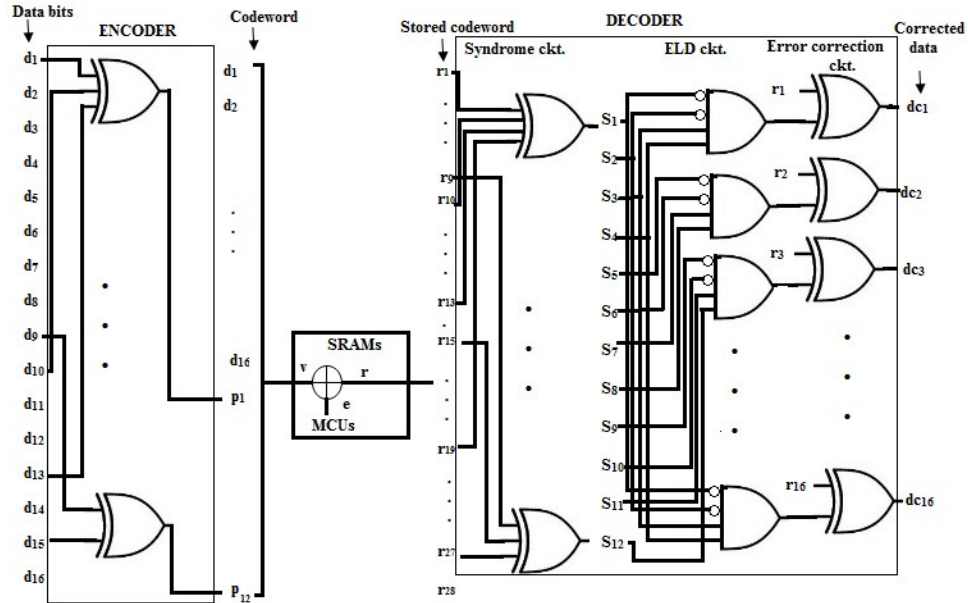 Data bits
ENCODER
Codeword
d1
d2
d3
d4
d5
d6
d7
d8
d9
d10
d11
d12
d13
d14
d15
d16
d1
d2
d16
p1
p12
SRAMs
v
r
e
MCUs
DECODER
Stored codeword
Syndrome ckt.
ELD ckt.
Error correction
ckt.
Corrected
data
r1
r9
r10
r13
r15
r19
r27
r28
S1
S2
S3
S4
S5
S6
S7
S8
S9
S10
S11
S12
r1
r2
r3
r16
dc1
dc2
dc3
dc16